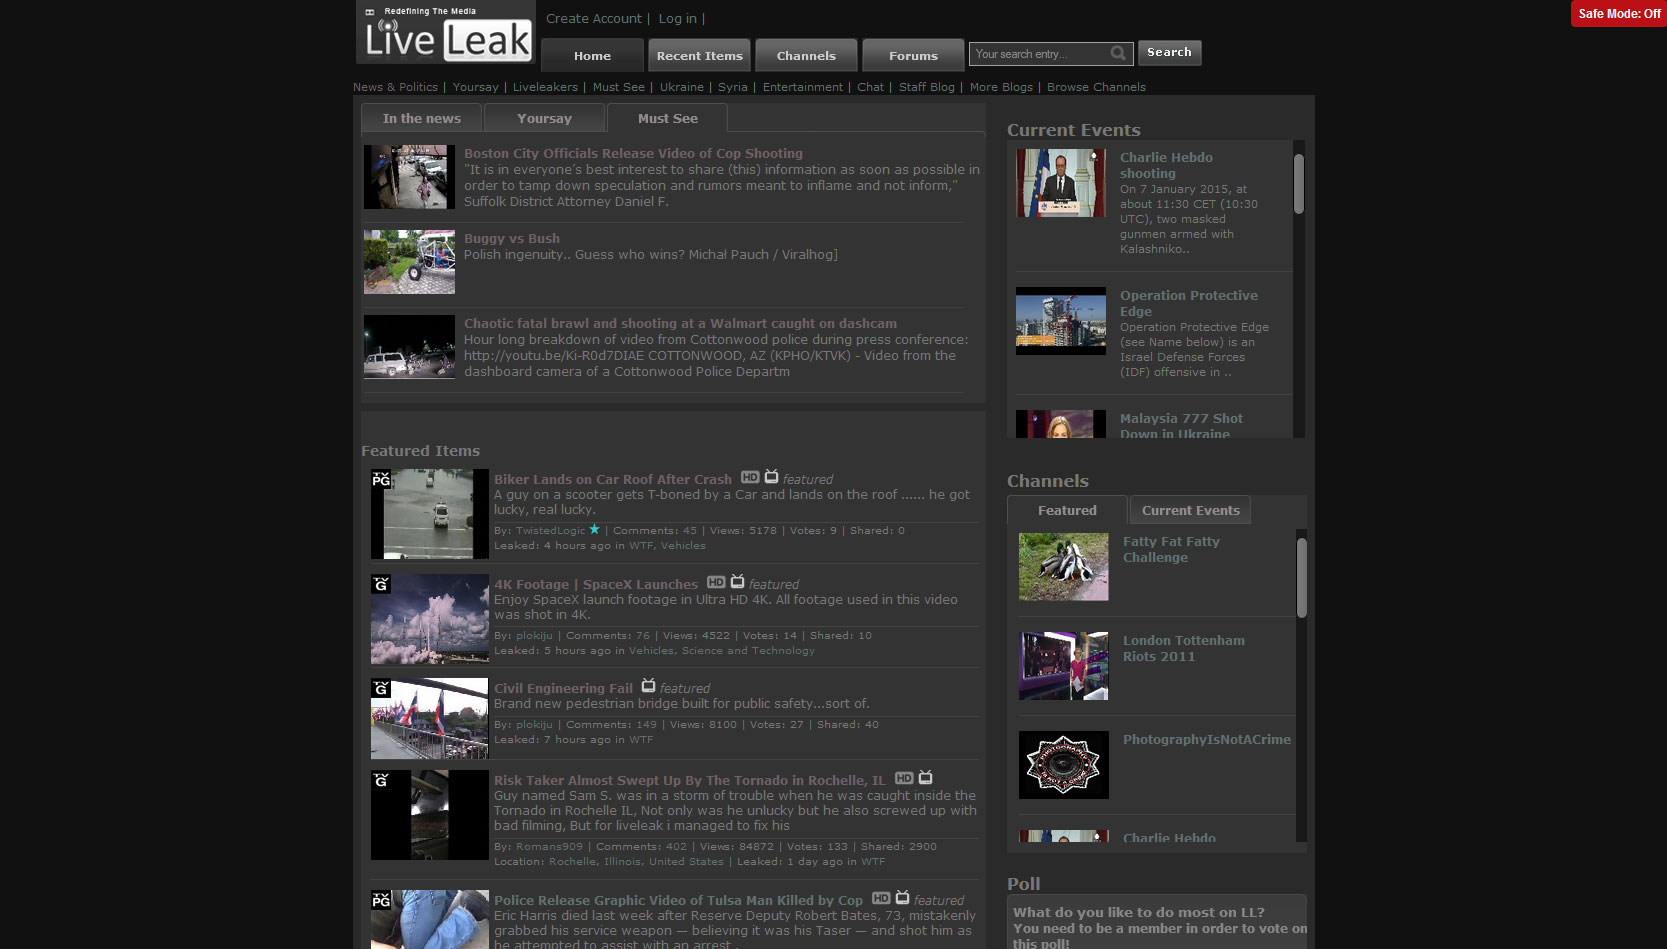 Redefining The Media
LiveLeak
Create Account | Log in |
Safe Mode: Off
Home
Recent Items
Channels
Forums
Your search entry...
Search
News & Politics | Yoursay | Liveleakers | Must See | Ukraine | Syria | Entertainment | Chat | Staff Blog | More Blogs | Browse Channels
In the news
Yoursay
Must See
Boston City Officials Release Video of Cop Shooting
"It is in everyone's best interest to share (this) information as soon as possible in
order to tamp down speculation and rumors meant to inflame and not inform,"
Suffolk District Attorney Daniel F.
Buggy vs Bush
Polish ingenuity.. Guess who wins? Michał Pauch / Viralhog]
Chaotic fatal brawl and shooting at a Walmart caught on dashcam
Hour long breakdown of video from Cottonwood police during press conference:
http://youtu.be/Ki-R0d7DIAE COTTONWOOD, AZ (KPHO/KTVK) - Video from the
dashboard camera of a Cottonwood Police Departm
Featured Items
TV PG
Biker Lands on Car Roof After Crash HD featured
A guy on a scooter gets T-boned by a Car and lands on the roof ...... he got
lucky, real lucky.
By: TwistedLogic | Comments: 45 | Views: 5178 | Votes: 9 | Shared: 0
Leaked: 4 hours ago in WTF, Vehicles
TV G
4K Footage | SpaceX Launches HD featured
Enjoy SpaceX launch footage in Ultra HD 4K. All footage used in this video
was shot in 4K.
By: plokiju | Comments: 76 | Views: 4522 | Votes: 14 | Shared: 10
Leaked: 5 hours ago in Vehicles, Science and Technology
TV G
Civil Engineering Fail featured
Brand new pedestrian bridge built for public safety...sort of.
By: plokiju | Comments: 149 | Views: 8100 | Votes: 27 | Shared: 40
Leaked: 7 hours ago in WTF
TV G
Risk Taker Almost Swept Up By The Tornado in Rochelle, IL HD
Guy named Sam S. was in a storm of trouble when he was caught inside the
Tornado in Rochelle IL, Not only was he unlucky but he also screwed up with
bad filming, But for liveleak i managed to fix his
By: Romans909 | Comments: 402 | Views: 84872 | Votes: 133 | Shared: 2900
Location: Rochelle, Illinois, United States | Leaked: 1 day ago in WTF
TV PG
Police Release Graphic Video of Tulsa Man Killed by Cop HD featured
Eric Harris died last week after Reserve Deputy Robert Bates, 73, mistakenly
grabbed his service weapon — believing it was his Taser — and shot him as
he attempted to assist with an arrest .
Current Events
Charlie Hebdo
shooting
On 7 January 2015, at
about 11:30 CET (10:30
UTC), two masked
gunmen armed with
Kalashniko..
Operation Protective
Edge
Operation Protective Edge
(see Name below) is an
Israel Defense Forces
(IDF) offensive in ..
Malaysia 777 Shot
Down in Ukraine
Channels
Featured
Current Events
Fatty Fat Fatty
Challenge
London Tottenham
Riots 2011
PhotographyIsNotACrime
Charlie Hebdo
Poll
What do you like to do most on LL?
You need to be a member in order to vote on
this poll!